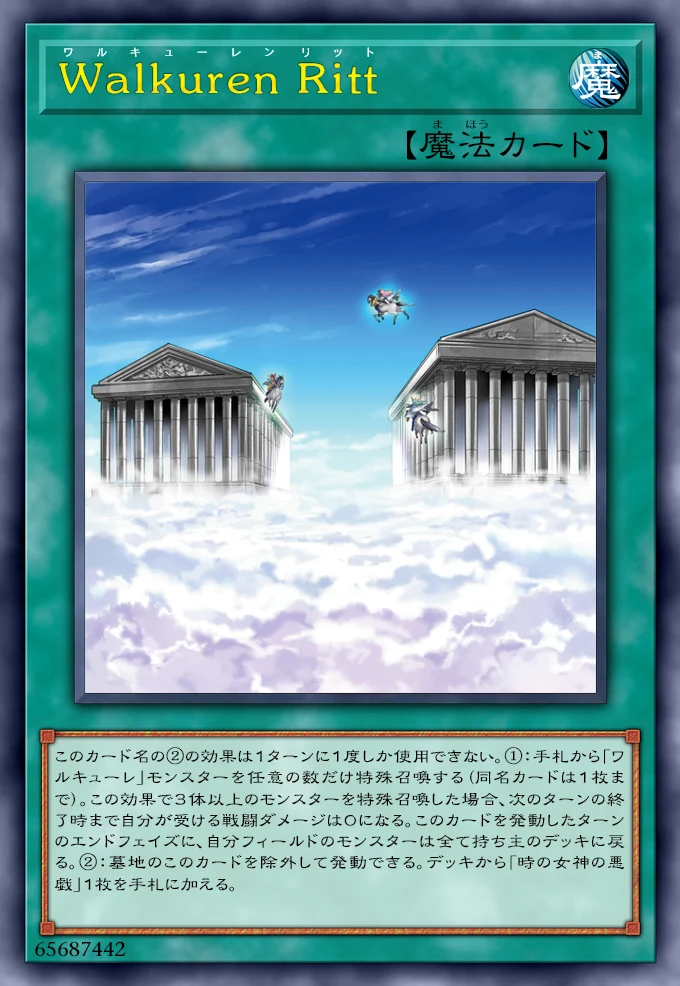 ワルキューレンリット
Walkuren Ritt
ま
魔
まほう
【魔法カード】
このカード名の②の効果は1ターンに1度しか使用できない。①：手札から「ワ
ルキューレ」モンスターを任意の数だけ特殊召喚する(同名カードは1枚ま
で)。この効果で3体以上のモンスターを特殊召喚した場合、次のターンの終
了時まで自分が受ける戦闘ダメージは0になる。このカードを発動したターン
のエンドフェイズに、自分フィールドのモンスターは全て持ち主のデッキに戻
る。②：墓地のこのカードを除外して発動できる。デッキから「時の女神の悪
戯」1枚を手札に加える。
65687442